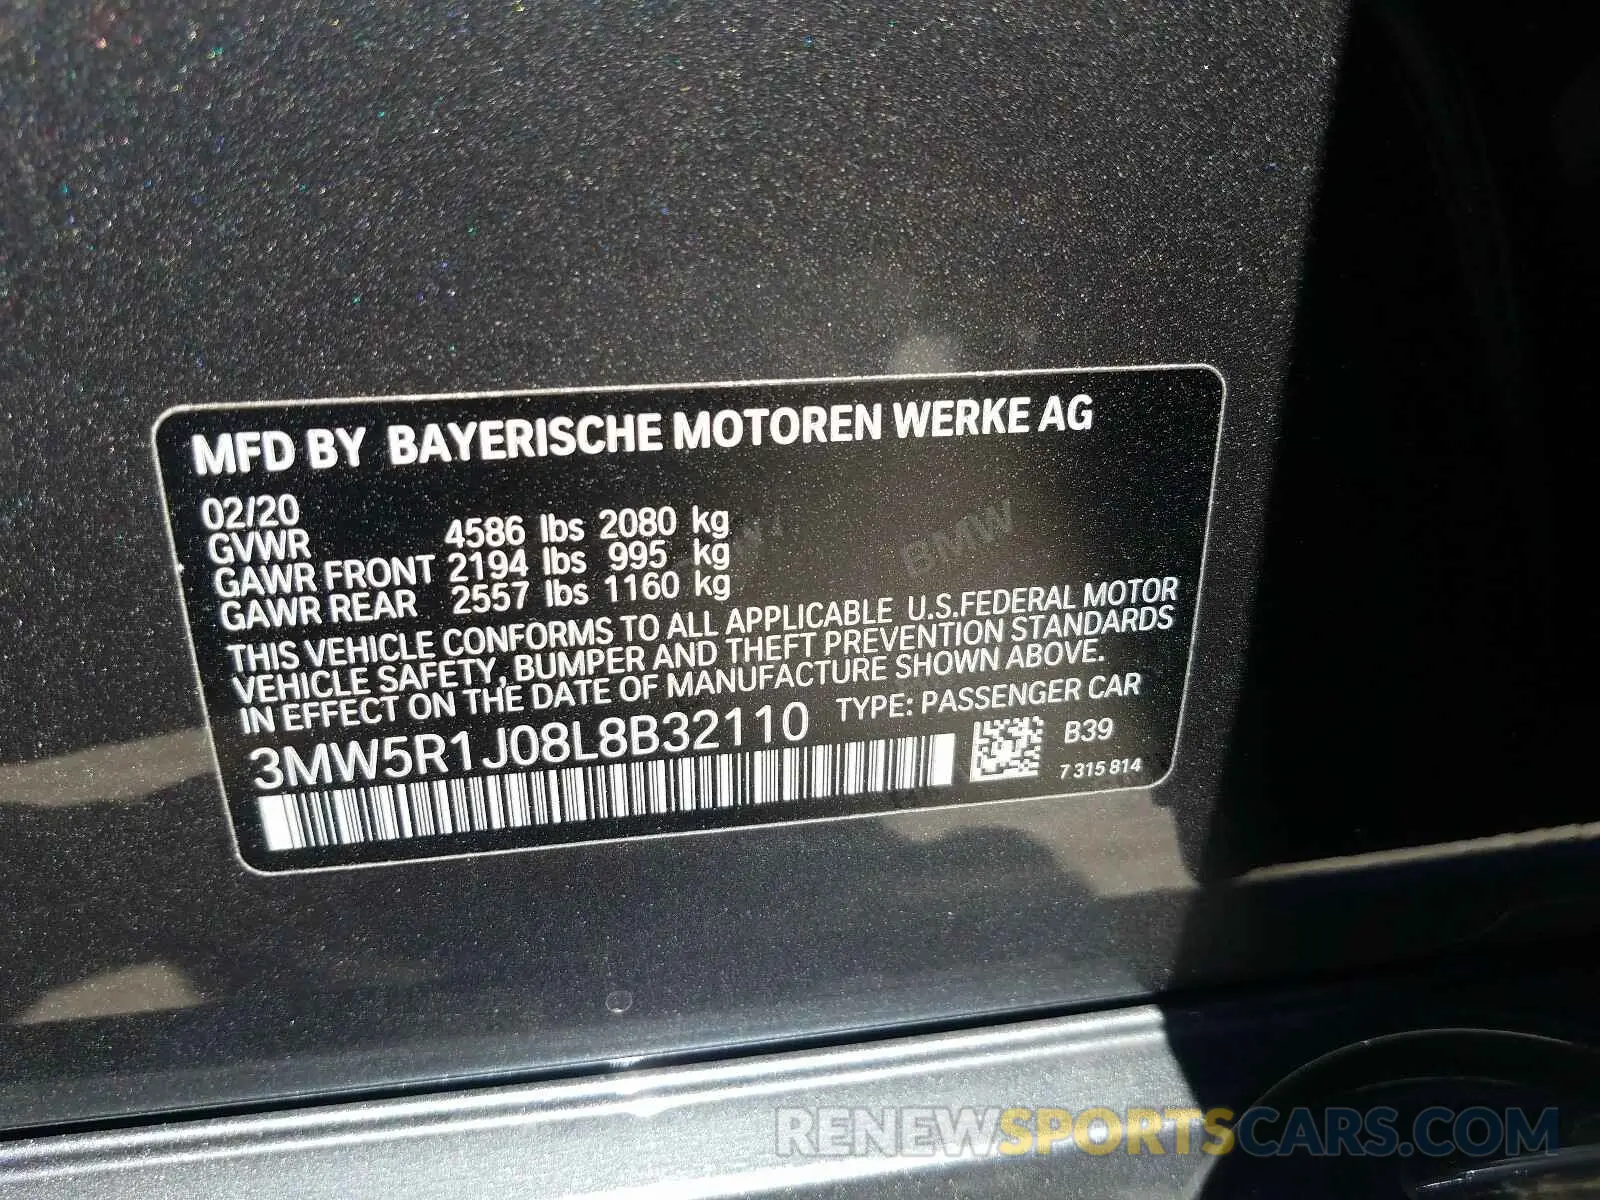 MFD BY BAYERISCHE MOTOREN WERKE AG
02/20
GVWR 4586 lbs 2080 kg
GAWR FRONT 2194 lbs 995 kg
GAWR REAR 2557 lbs 1160 kg
THIS VEHICLE CONFORMS TO ALL APPLICABLE U.S.FEDERAL MOTOR
VEHICLE SAFETY, BUMPER AND THEFT PREVENTION STANDARDS
IN EFFECT ON THE DATE OF MANUFACTURE SHOWN ABOVE.
3MW5R1J08L8B32110 TYPE: PASSENGER CAR
B39
7 315 814
BMW
RENEWSPORTSCARS.COM